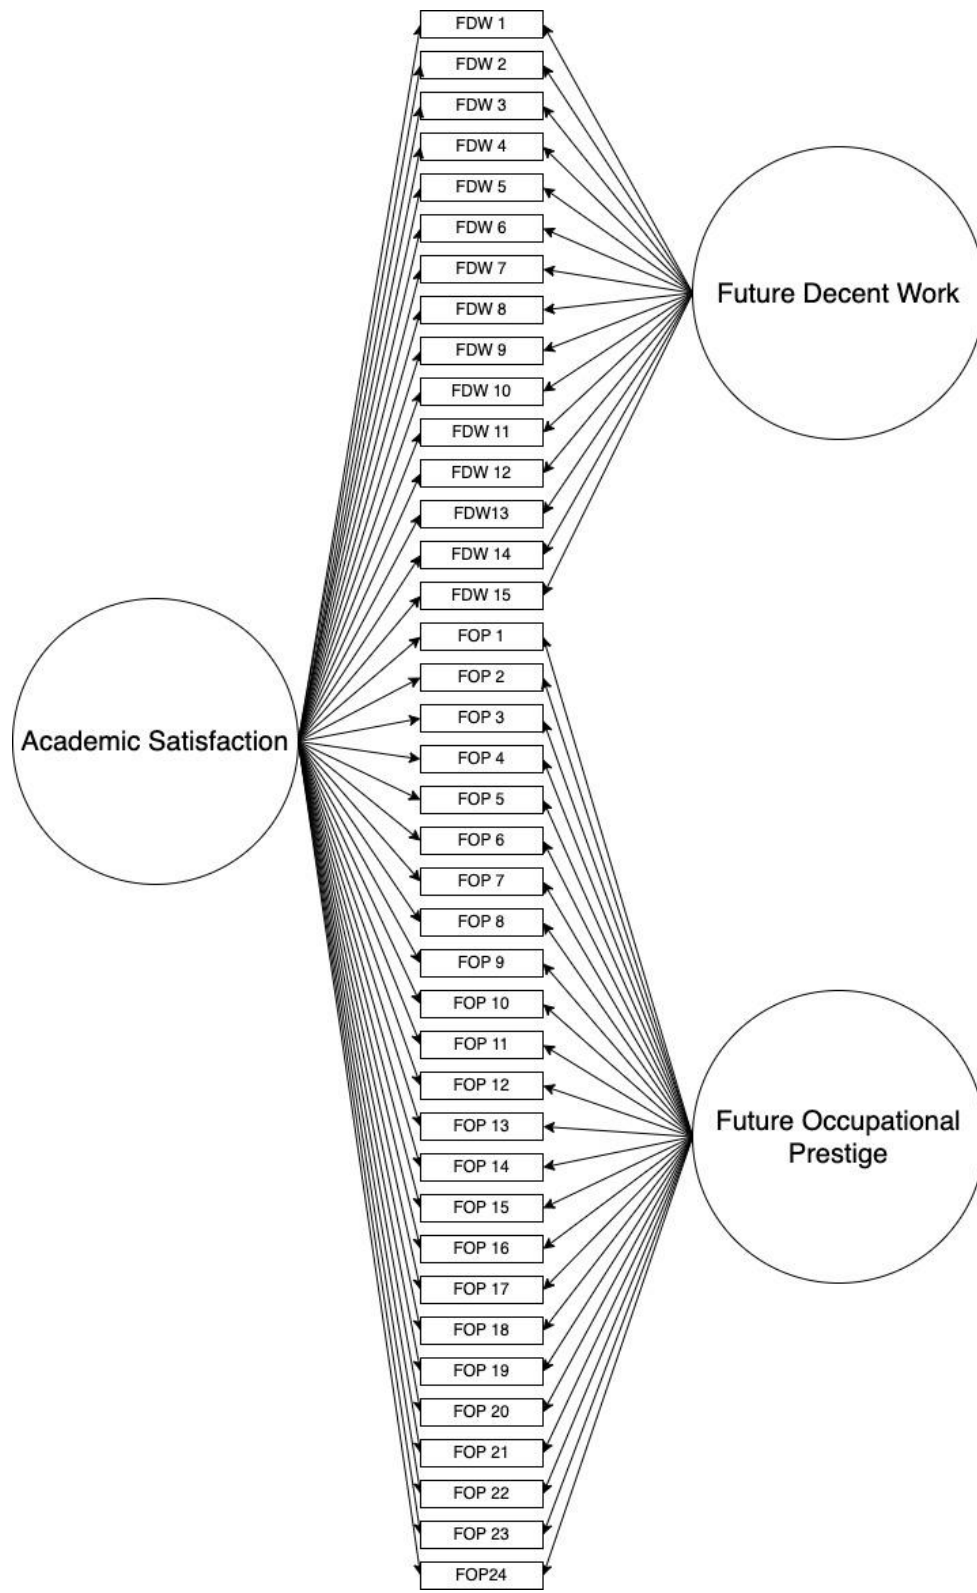 FDW 1
FDW 2
FDW 3
FDW 4
FDW 5
FDW 6
FDW 7
FDW 8
FDW 9
FDW 10
FDW 11
FDW 12
FDW13
FDW 14
FDW 15
FOP 1
FOP 2
FOP 3
FOP 4
FOP 5
FOP 6
FOP 7
FOP 8
FOP 9
FOP 10
FOP 11
FOP 12
FOP 13
FOP 14
FOP 15
FOP 16
FOP 17
FOP 18
FOP 19
FOP 20
FOP 21
FOP 22
FOP 23
FOP24
Academic Satisfaction
Future Decent Work
Future Occupational
Prestige